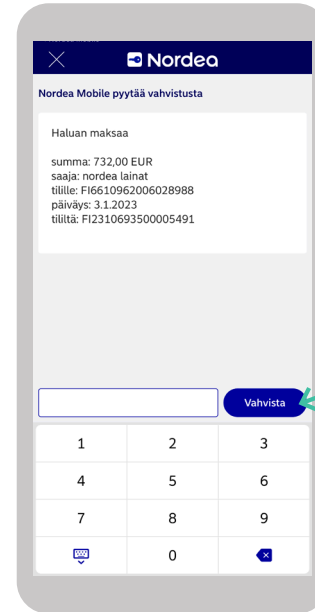 Nordea
Nordea Mobile pyytää vahvistusta
Haluan maksaa
summa: 732,00 EUR
saaja: nordea lainat
tilille: FI6610962006028988
päiväys: 3.1.2023
tililtä: FI2310693500005491
Vahvista
1 2 3
4 5 6
7 8 9
0